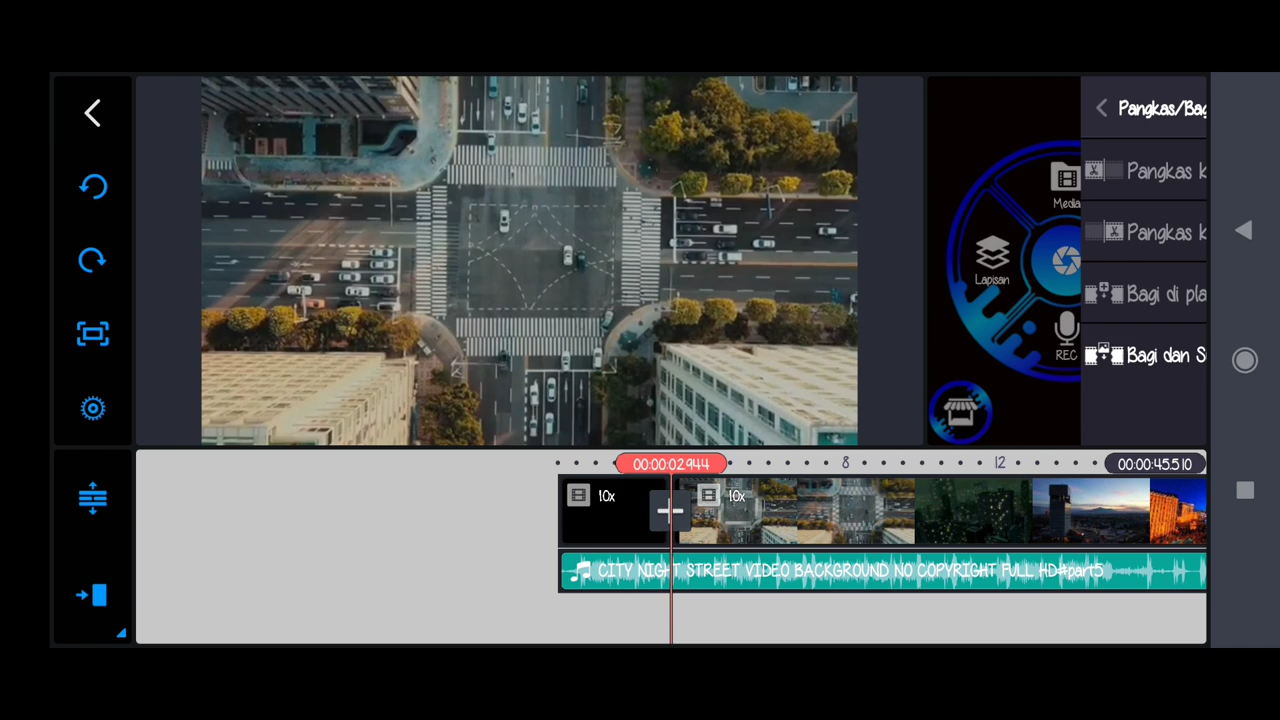 Pangkas/Bag
Pangkas k
Media
Pangkas k
Lapisan
Bagi di pla
REC
Bagi dan S
00:00:02.944
8
12
00:00:45.510
10x
10x
CITY NIGHT STREET VIDEO BACKGROUND NO COPYRIGHT FULL HD#part5